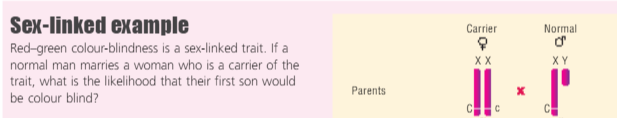 Sex-linked example
Red–green colour-blindness is a sex-linked trait. If a
normal man marries a woman who is a carrier of the
trait, what is the likelihood that their first son would
be colour blind?
Carrier Normal
♀ ♂
X X X Y
Parents
x
C c C